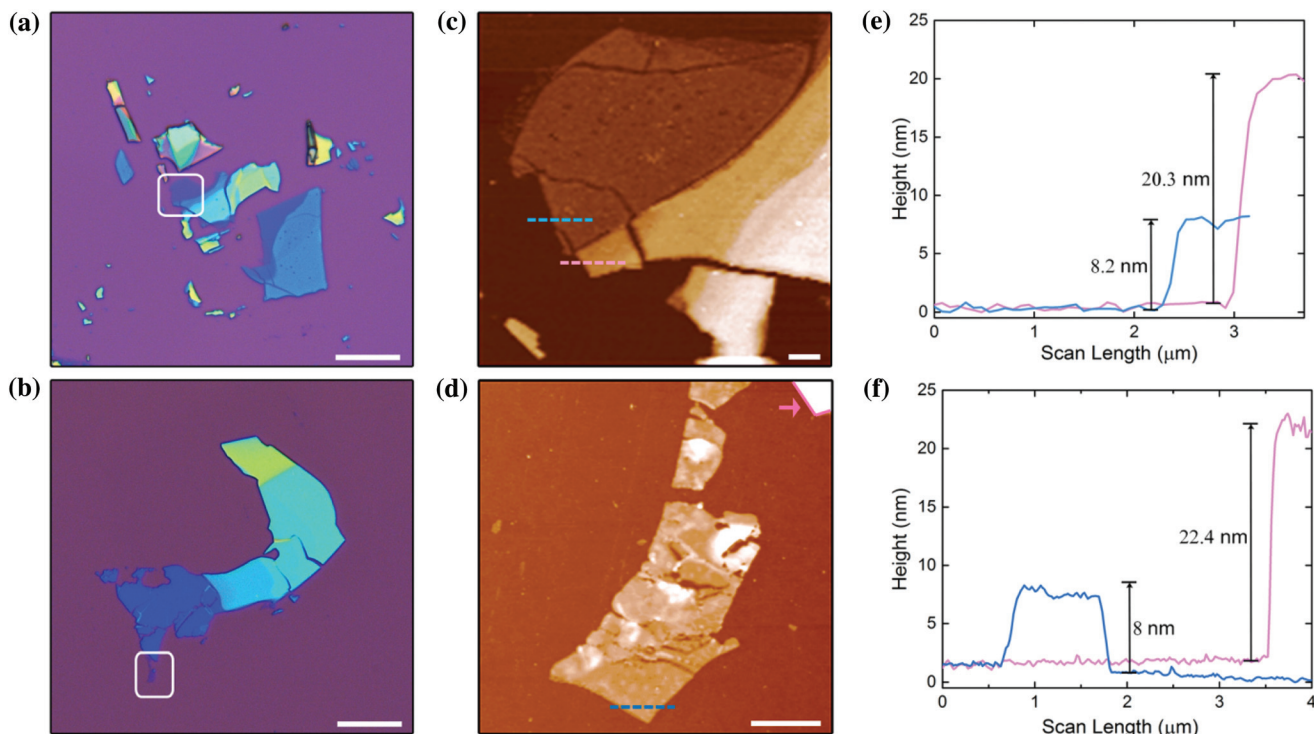 (a)
(c)
(e)
25
20
15
10
5
0
Height (nm)
20.3 nm
8.2 nm
0
1
2
3
Scan Length (μm)
(b)
(d)
(f)
25
20
15
10
5
0
Height (nm)
22.4 nm
8 nm
0
1
2
3
4
Scan Length (μm)